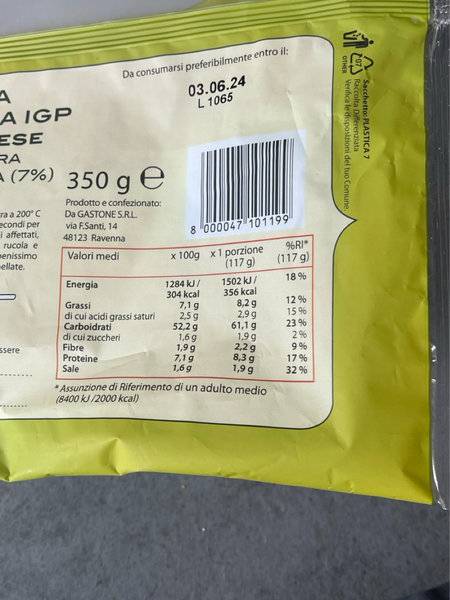 Da consumarsi preferibilmente entro il:
03.06.24
L 1065
A
A IGP
ESE
RA
A (7%)
350 g e
Prodotto e confezionato:
Da GASTONE S.R.L.
via F.Santi, 14
48123 Ravenna
8 000047 101199
ra a 200° C
econdi per
i affettati,
rucola e
enissimo
ellate.
ssere
Valori medi x 100g x 1 porzione %RI*
(117 g) (117 g)
Energia 1284 kJ / 1502 kJ / 18 %
304 kcal 356 kcal
Grassi 7,1 g 8,2 g 12 %
di cui acidi grassi saturi 2,5 g 2,9 g 15 %
Carboidrati 52,2 g 61,1 g 23 %
di cui zuccheri 1,6 g 1,9 g 2 %
Fibre 1,9 g 2,2 g 9 %
Proteine 7,1 g 8,3 g 17 %
Sale 1,6 g 1,9 g 32 %
* Assunzione di Riferimento di un adulto medio
(8400 kJ /2000 kcal)
07
OTHER
Sacchetto: PLASTICA 7
Raccolta Differenziata
Verifica le disposizioni del tuo Comune